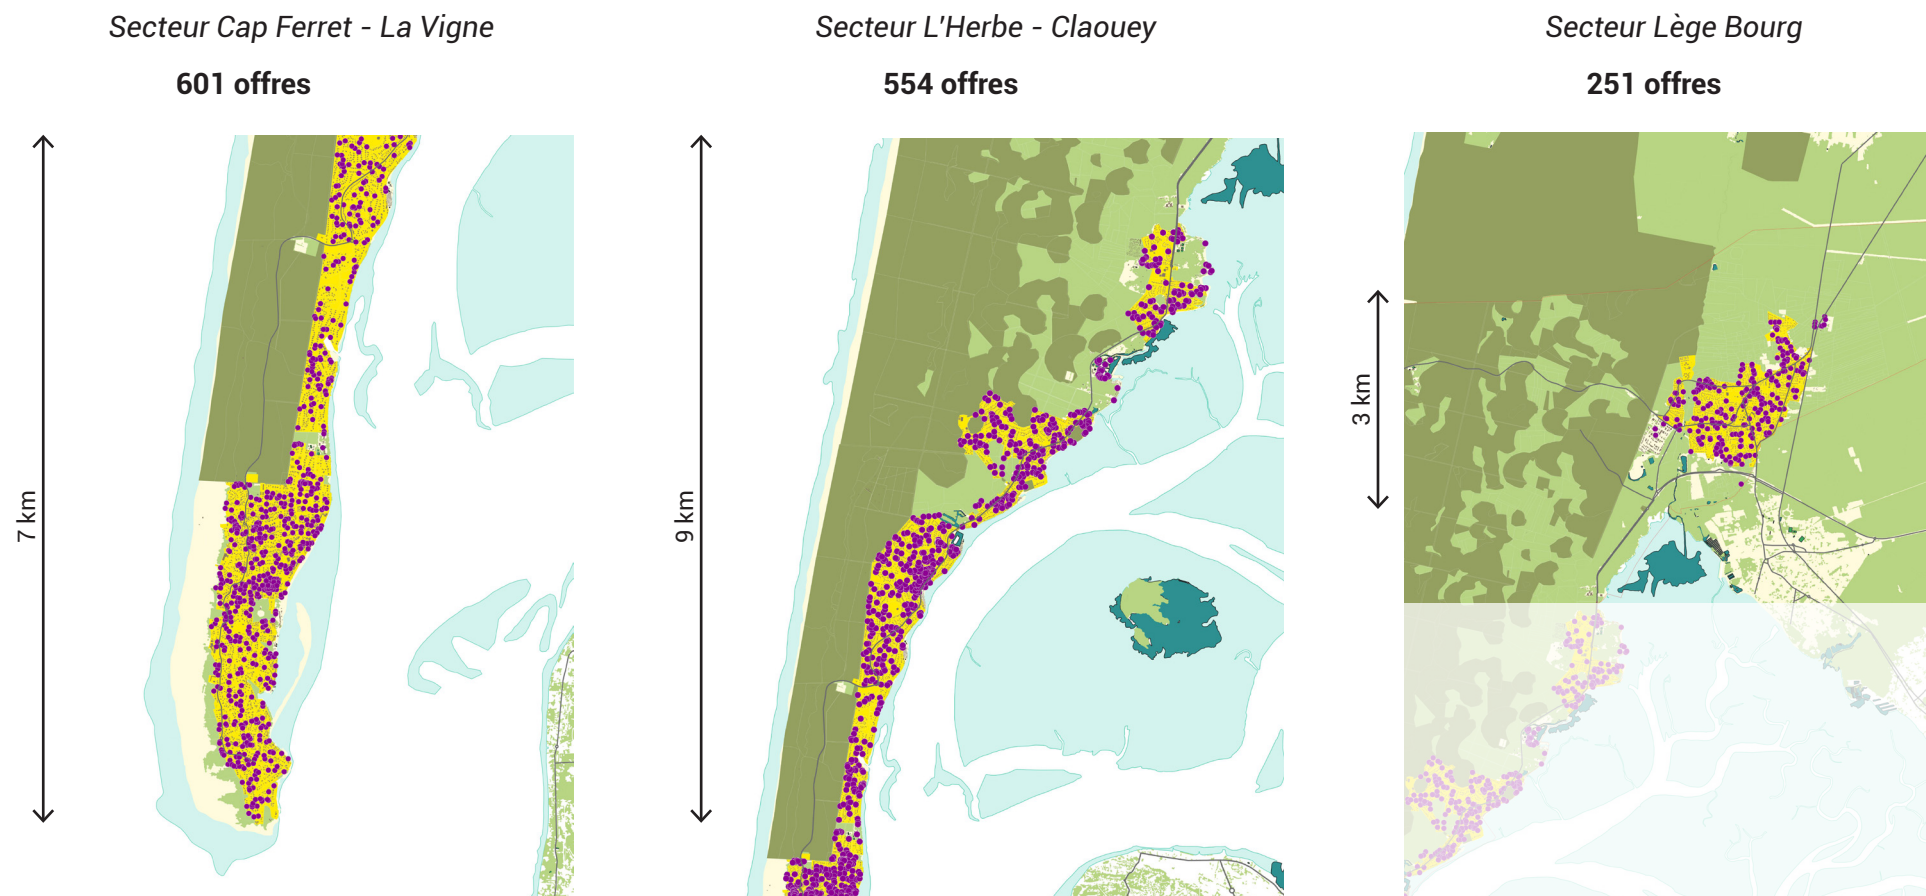 Secteur Cap Ferret - La Vigne
601 offres
7 km
Secteur L'Herbe - Claouey
554 offres
9 km
Secteur Lège Bourg
251 offres
3 km